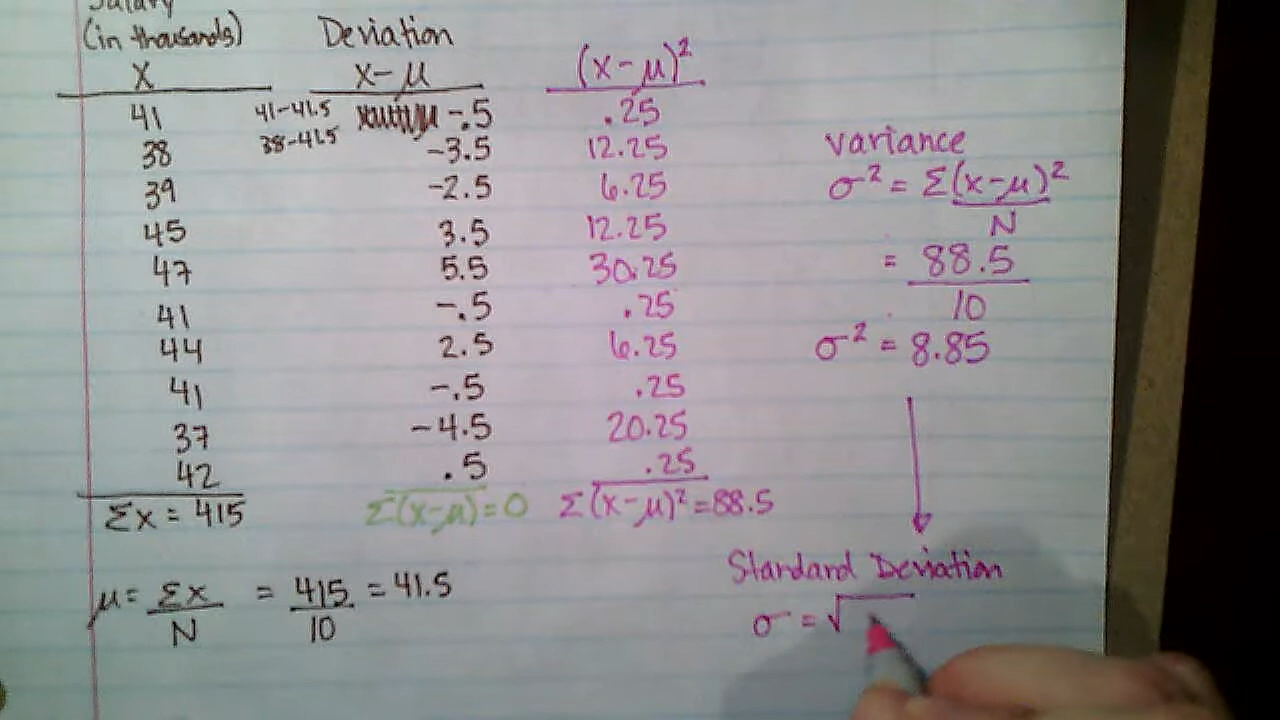 Salary
(in thousands) Deviation
x x-μ (x-μ)²
41 41-41.5 -.5 .25
38 38-41.5 -3.5 12.25
39 -2.5 6.25
45 3.5 12.25
47 5.5 30.25
41 -.5 .25
44 2.5 6.25
41 -.5 .25
37 -4.5 20.25
42 .5 .25
Σx = 415 Σ(x-μ) = 0 Σ(x-μ)² = 88.5
μ = Σx/N = 415/10 = 41.5
variance
σ² = Σ(x-μ)²/N
= 88.5/10
σ² = 8.85
Standard Deviation
σ = √